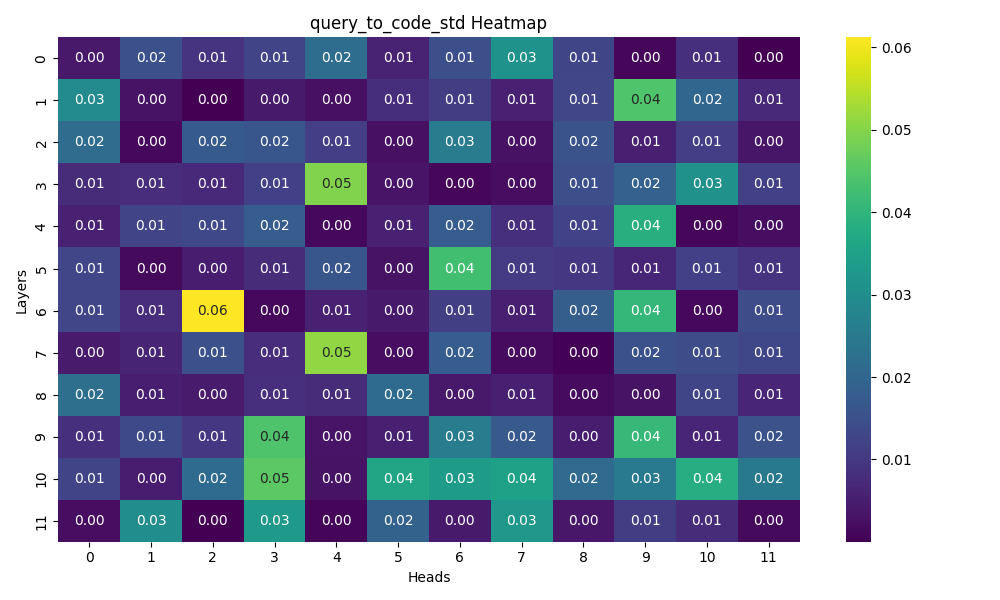 query_to_code_std Heatmap
0 0.00 0.02 0.01 0.01 0.02 0.01 0.01 0.03 0.01 0.00 0.01 0.00
1 0.03 0.00 0.00 0.00 0.00 0.01 0.01 0.01 0.01 0.04 0.02 0.01
2 0.02 0.00 0.02 0.02 0.01 0.00 0.03 0.00 0.02 0.01 0.01 0.00
3 0.01 0.01 0.01 0.01 0.05 0.00 0.00 0.00 0.01 0.02 0.03 0.01
4 0.01 0.01 0.01 0.02 0.00 0.01 0.02 0.01 0.01 0.04 0.00 0.00
5 0.01 0.00 0.00 0.01 0.02 0.00 0.04 0.01 0.01 0.01 0.01 0.01
6 0.01 0.01 0.06 0.00 0.01 0.00 0.01 0.01 0.02 0.04 0.00 0.01
7 0.00 0.01 0.01 0.01 0.05 0.00 0.02 0.00 0.00 0.02 0.01 0.01
8 0.02 0.01 0.00 0.01 0.01 0.02 0.00 0.01 0.00 0.00 0.01 0.01
9 0.01 0.01 0.01 0.04 0.00 0.01 0.03 0.02 0.00 0.04 0.01 0.02
10 0.01 0.00 0.02 0.05 0.00 0.04 0.03 0.04 0.02 0.03 0.04 0.02
11 0.00 0.03 0.00 0.03 0.00 0.02 0.00 0.03 0.00 0.01 0.01 0.00
0 1 2 3 4 5 6 7 8 9 10 11
Heads
Layers
0.06
0.05
0.04
0.03
0.02
0.01